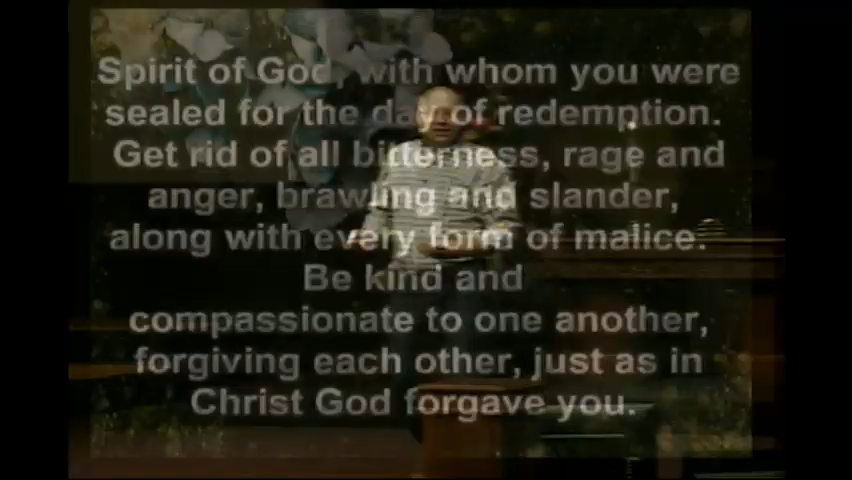 Spirit of God, with whom you were
sealed for the day of redemption.
Get rid of all bitterness, rage and
anger, brawling and slander,
along with every form of malice.
Be kind and
compassionate to one another,
forgiving each other, just as in
Christ God forgave you.